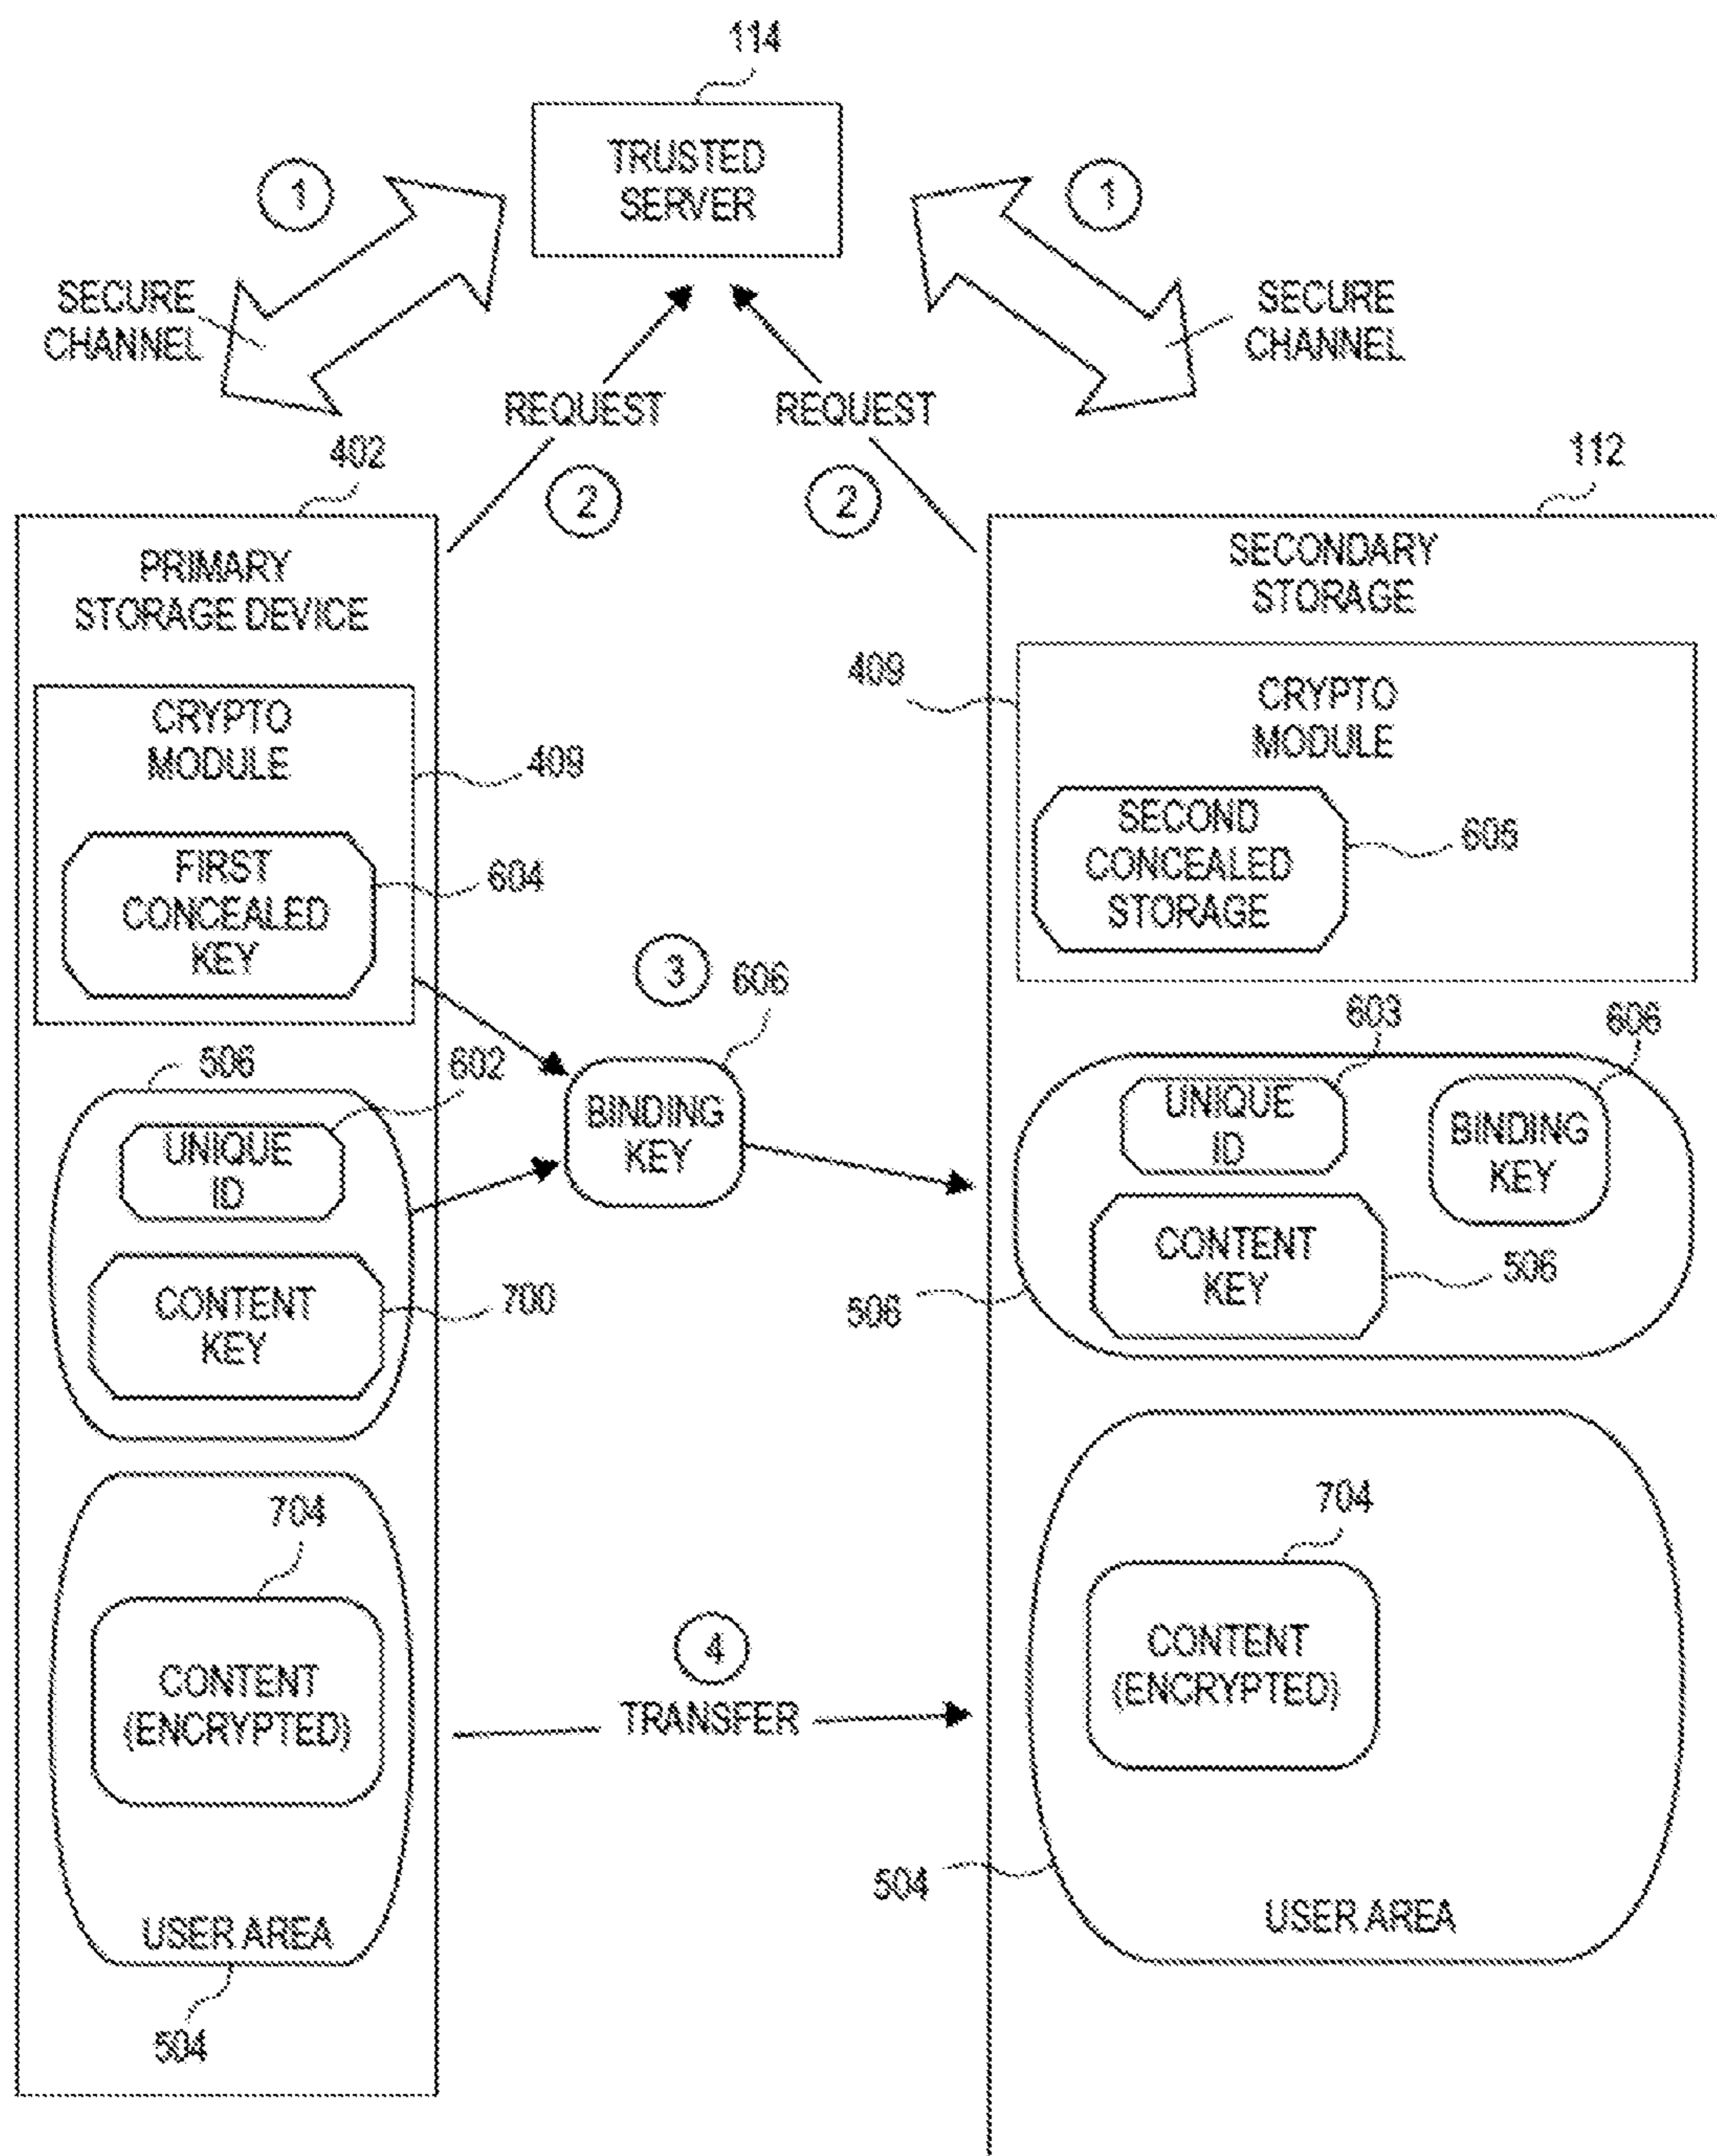 114
TRUSTED
SERVER
1
1
SECURE
CHANNEL
SECURE
CHANNEL
REQUEST
REQUEST
2
2
402
112
PRIMARY
STORAGE DEVICE
SECONDARY
STORAGE
409
CRYPTO
MODULE
409
CRYPTO
MODULE
FIRST
CONCEALED
KEY
604
SECOND
CONCEALED
STORAGE
605
3
606
506
602
603
606
UNIQUE
ID
BINDING
KEY
UNIQUE
ID
BINDING
KEY
CONTENT
KEY
700
CONTENT
KEY
506
506
704
704
CONTENT
(ENCRYPTED)
4
TRANSFER
CONTENT
(ENCRYPTED)
504
USER AREA
USER AREA
504